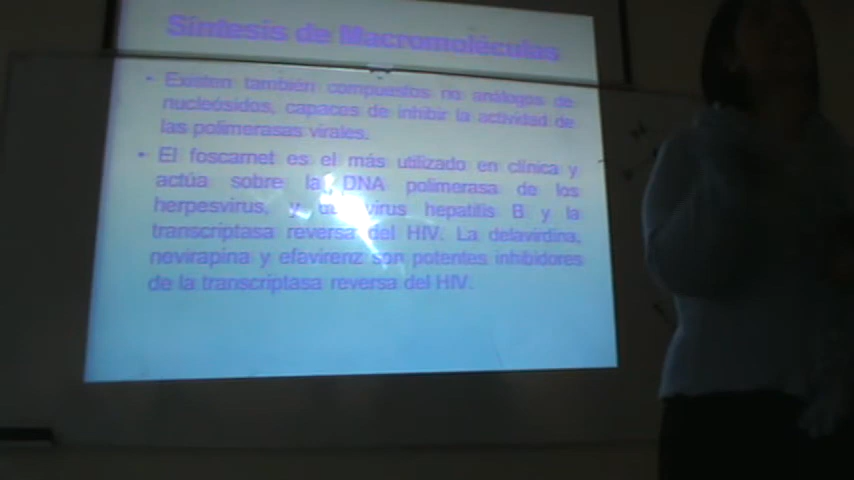 Síntesis de Macromoléculas
• Existen también compuestos no análogos de
nucleósidos, capaces de inhibir la actividad de
las polimerasas virales.
• El foscarnet es el más utilizado en clínica y
actúa sobre la DNA polimerasa de los
herpesvirus, y virus hepatitis B y la
transcriptasa reversa del HIV. La delavirdina,
nevirapina y efavirenz son potentes inhibidores
de la transcriptasa reversa del HIV.